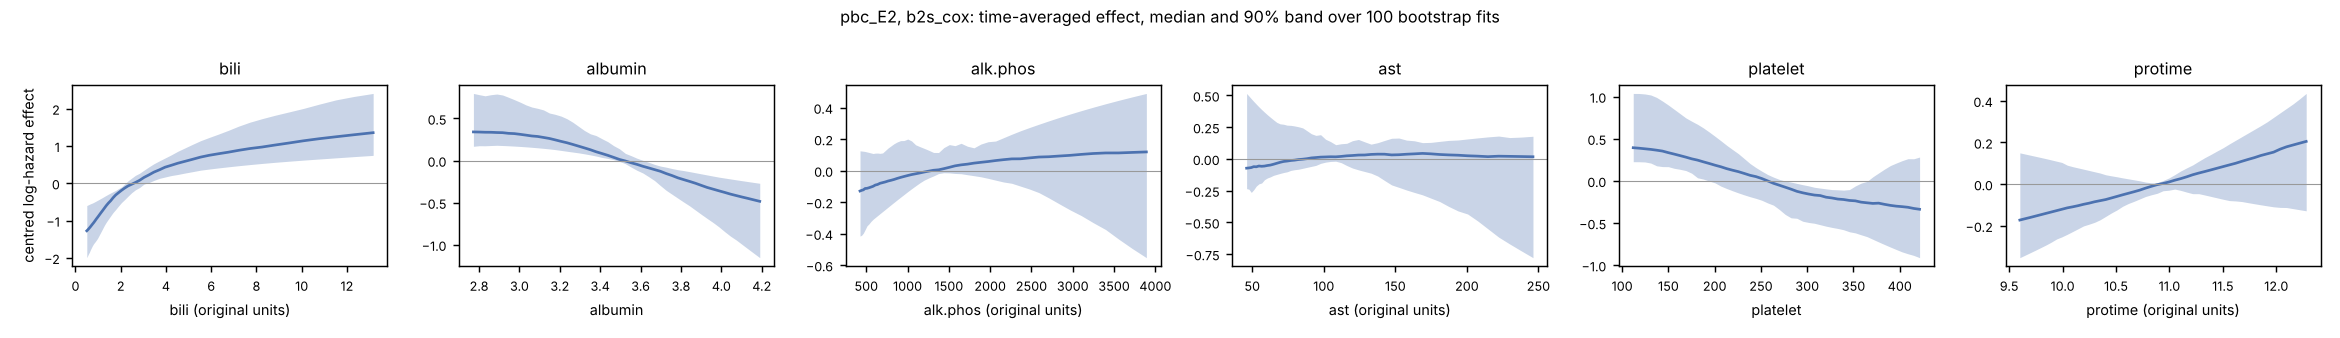 pbc_E2, b2s_cox: time-averaged effect, median and 90% band over 100 bootstrap fits
bili
albumin
alk.phos
ast
platelet
protime
centred log-hazard effect
2
1
0
−1
−2
0 2 4 6 8 10 12
bili (original units)
0.5
0.0
−0.5
−1.0
2.8 3.0 3.2 3.4 3.6 3.8 4.0 4.2
albumin
0.4
0.2
0.0
−0.2
−0.4
−0.6
500 1000 1500 2000 2500 3000 3500 4000
alk.phos (original units)
0.50
0.25
0.00
−0.25
−0.50
−0.75
50 100 150 200 250
ast (original units)
1.0
0.5
0.0
−0.5
−1.0
100 150 200 250 300 350 400
platelet
0.4
0.2
0.0
−0.2
9.5 10.0 10.5 11.0 11.5 12.0
protime (original units)